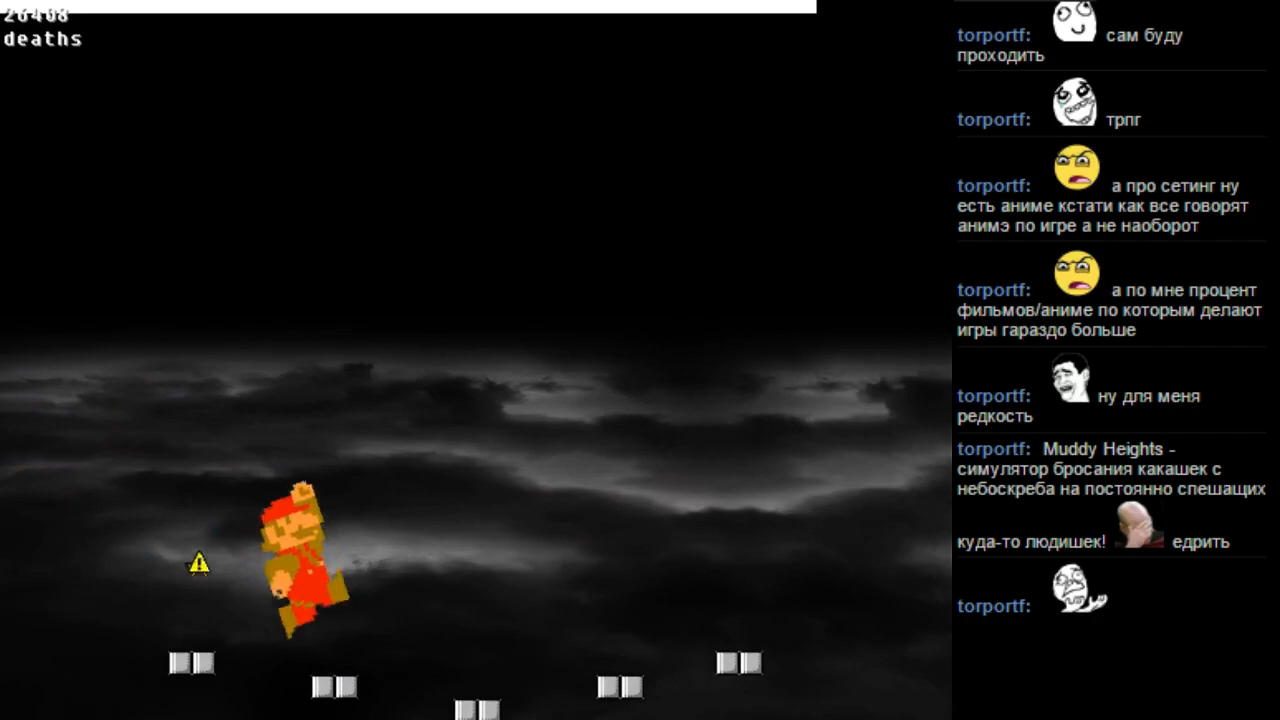 26408
deaths
torportf: сам буду
проходить
torportf: трпг
torportf: а про сетинг ну
есть аниме кстати как все говорят
анимэ по игре а не наоборот
torportf: а по мне процент
фильмов/аниме по которым делают
игры гараздо больше
torportf: ну для меня
редкость
torportf: Muddy Heights -
симулятор бросания какашек с
небоскреба на постоянно спешащих
куда-то людишек! едрить
torportf: